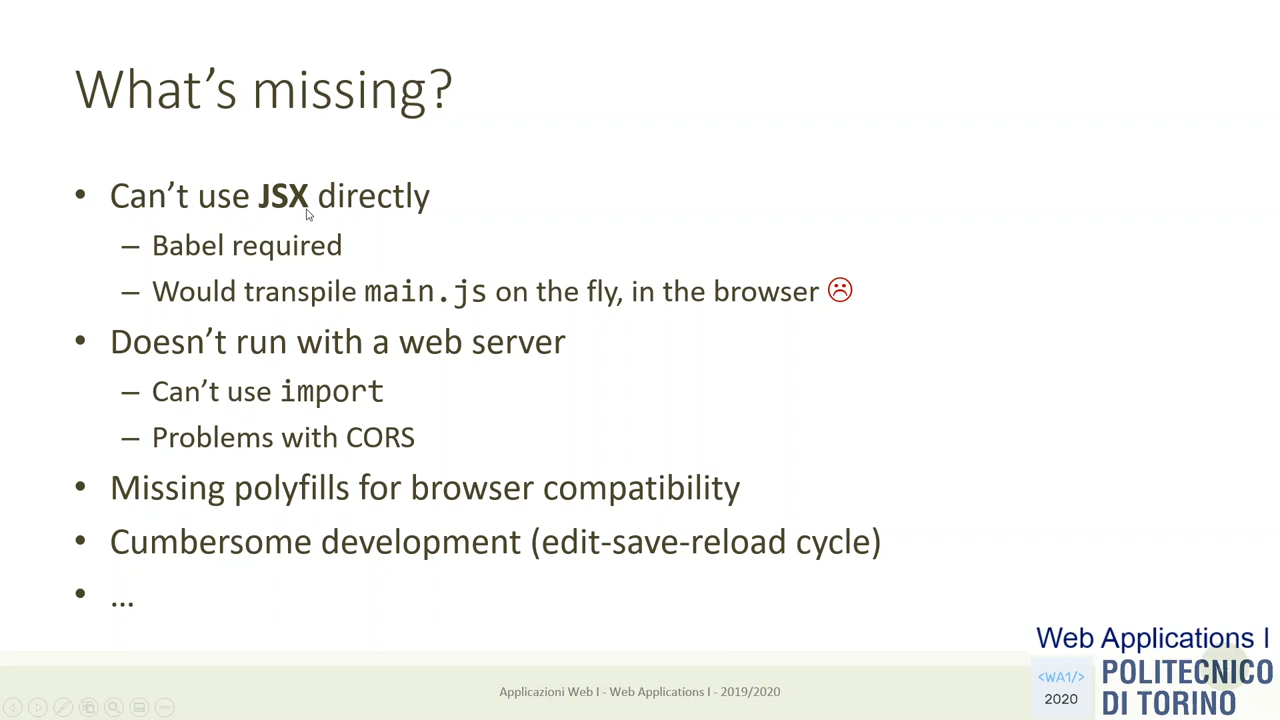 What's missing?
• Can't use JSX directly
– Babel required
– Would transpile main.js on the fly, in the browser ☹
• Doesn't run with a web server
– Can't use import
– Problems with CORS
• Missing polyfills for browser compatibility
• Cumbersome development (edit-save-reload cycle)
• …
Applicazioni Web I - Web Applications I - 2019/2020
Web Applications I
<WA1/>
2020
POLITECNICO
DI TORINO